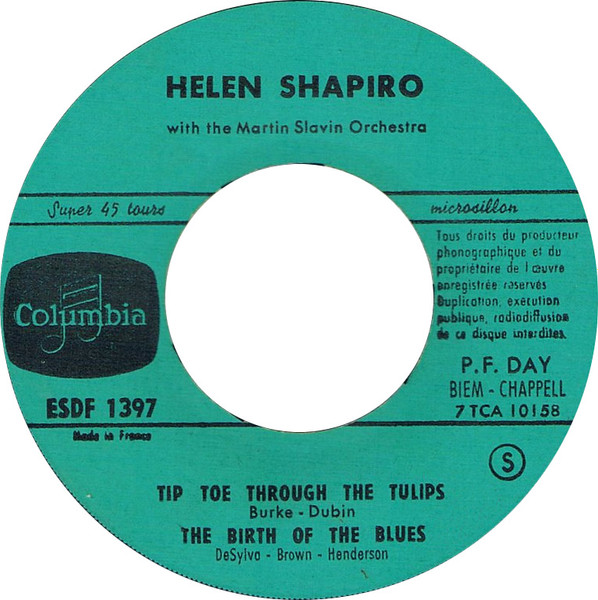 HELEN SHAPIRO
with the Martin Slavin Orchestra
Super 45 tours
microsillon
Tous droits du producteur
phonographique et du
propriétaire de l œuvre
enregistrée réservés
Duplication, exécution
publique, radiodiffusion
de ce disque interdites.
Columbia
P.F. DAY
BIEM - CHAPPELL
7 TCA 10158
ESDF 1397
Made in France
S
TIP TOE THROUGH THE TULIPS
Burke - Dubin
THE BIRTH OF THE BLUES
DeSylva - Brown - Henderson